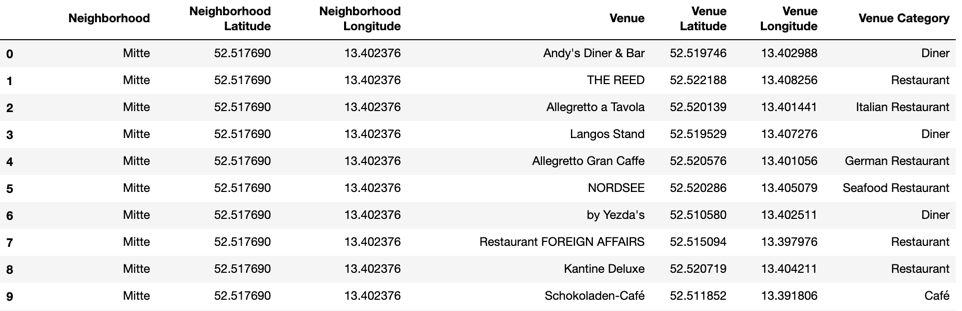 Neighborhood Neighborhood Latitude Neighborhood Longitude Venue Venue Latitude Venue Longitude Venue Category
0 Mitte 52.517690 13.402376 Andy's Diner & Bar 52.519746 13.402988 Diner
1 Mitte 52.517690 13.402376 THE REED 52.522188 13.408256 Restaurant
2 Mitte 52.517690 13.402376 Allegretto a Tavola 52.520139 13.401441 Italian Restaurant
3 Mitte 52.517690 13.402376 Langos Stand 52.519529 13.407276 Diner
4 Mitte 52.517690 13.402376 Allegretto Gran Caffe 52.520576 13.401056 German Restaurant
5 Mitte 52.517690 13.402376 NORDSEE 52.520286 13.405079 Seafood Restaurant
6 Mitte 52.517690 13.402376 by Yezda's 52.510580 13.402511 Diner
7 Mitte 52.517690 13.402376 Restaurant FOREIGN AFFAIRS 52.515094 13.397976 Restaurant
8 Mitte 52.517690 13.402376 Kantine Deluxe 52.520719 13.404211 Restaurant
9 Mitte 52.517690 13.402376 Schokoladen-Café 52.511852 13.391806 Café